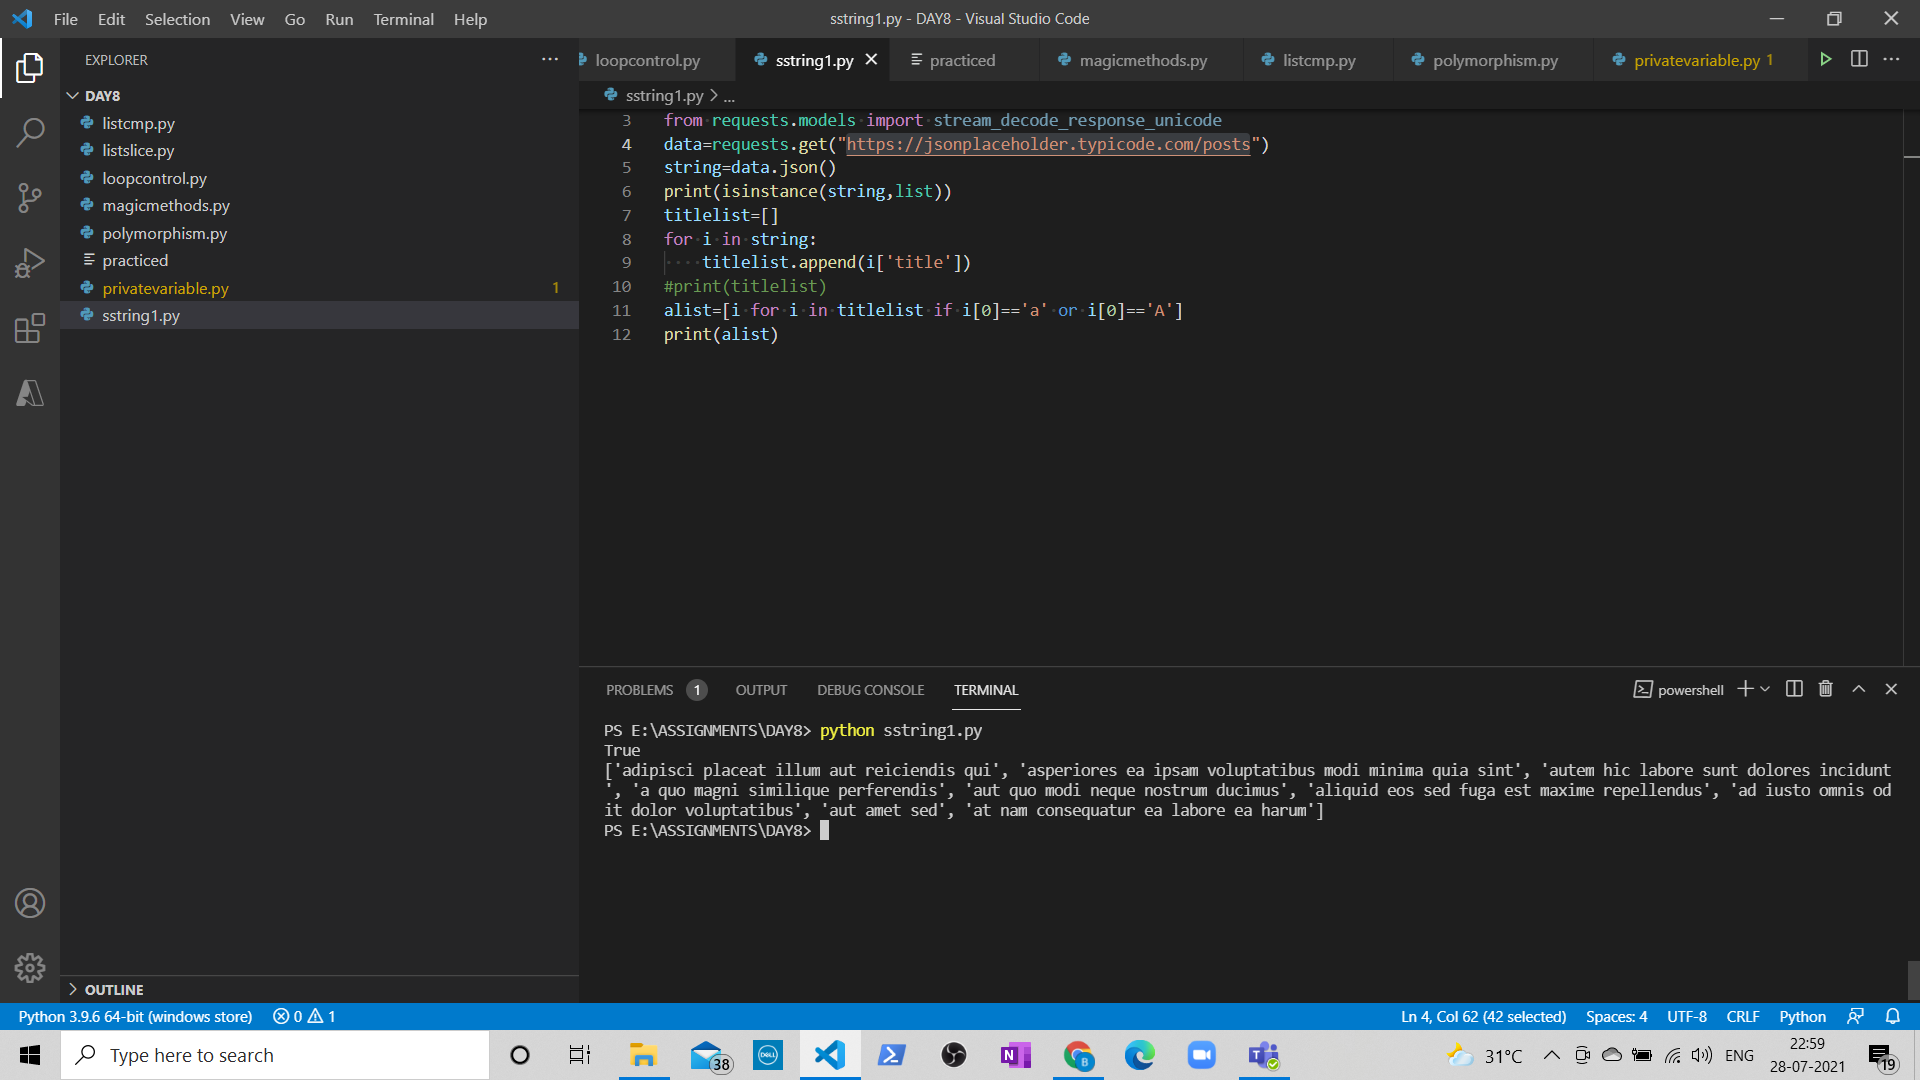 File Edit Selection View Go Run Terminal Help
sstring1.py - DAY8 - Visual Studio Code
EXPLORER
DAY8
listcmp.py
listslice.py
loopcontrol.py
magicmethods.py
polymorphism.py
practiced
privatevariable.py 1
sstring1.py
OUTLINE
loopcontrol.py sstring1.py practiced magicmethods.py listcmp.py polymorphism.py privatevariable.py 1
sstring1.py > ...
3 from requests.models import stream_decode_response_unicode
4 data=requests.get("https://jsonplaceholder.typicode.com/posts")
5 string=data.json()
6 print(isinstance(string,list))
7 titlelist=[]
8 for i in string:
9     titlelist.append(i['title'])
10 #print(titlelist)
11 alist=[i for i in titlelist if i[0]=='a' or i[0]=='A']
12 print(alist)
PROBLEMS 1 OUTPUT DEBUG CONSOLE TERMINAL
powershell
PS E:\ASSIGNMENTS\DAY8> python sstring1.py
True
['adipisci placeat illum aut reiciendis qui', 'asperiores ea ipsam voluptatibus modi minima quia sint', 'autem hic labore sunt dolores incidunt
', 'a quo magni similique perferendis', 'aut quo modi neque nostrum ducimus', 'aliquid eos sed fuga est maxime repellendus', 'ad iusto omnis od
it dolor voluptatibus', 'aut amet sed', 'at nam consequatur ea labore ea harum']
PS E:\ASSIGNMENTS\DAY8>
Python 3.9.6 64-bit (windows store) 0 1
Ln 4, Col 62 (42 selected) Spaces: 4 UTF-8 CRLF Python
Type here to search
38
DELL
N
B
T
31°C
ENG
22:59
28-07-2021
19